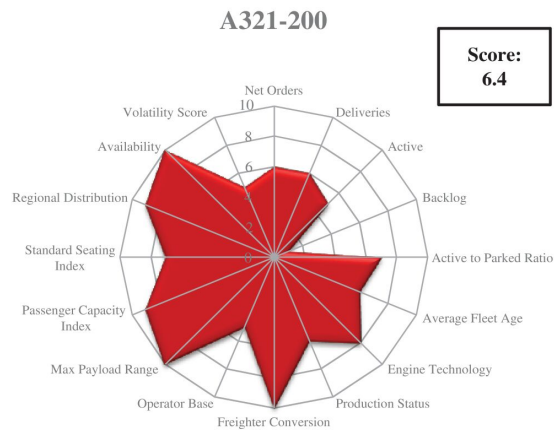 A321-200
Score:
6.4
Net Orders
Volatility Score
Deliveries
Availability
Active
Regional Distribution
Backlog
Standard Seating
Index
Active to Parked Ratio
Passenger Capacity
Index
Average Fleet Age
Max Payload Range
Engine Technology
Operator Base
Production Status
Freighter Conversion
10
8
6
4
2
0